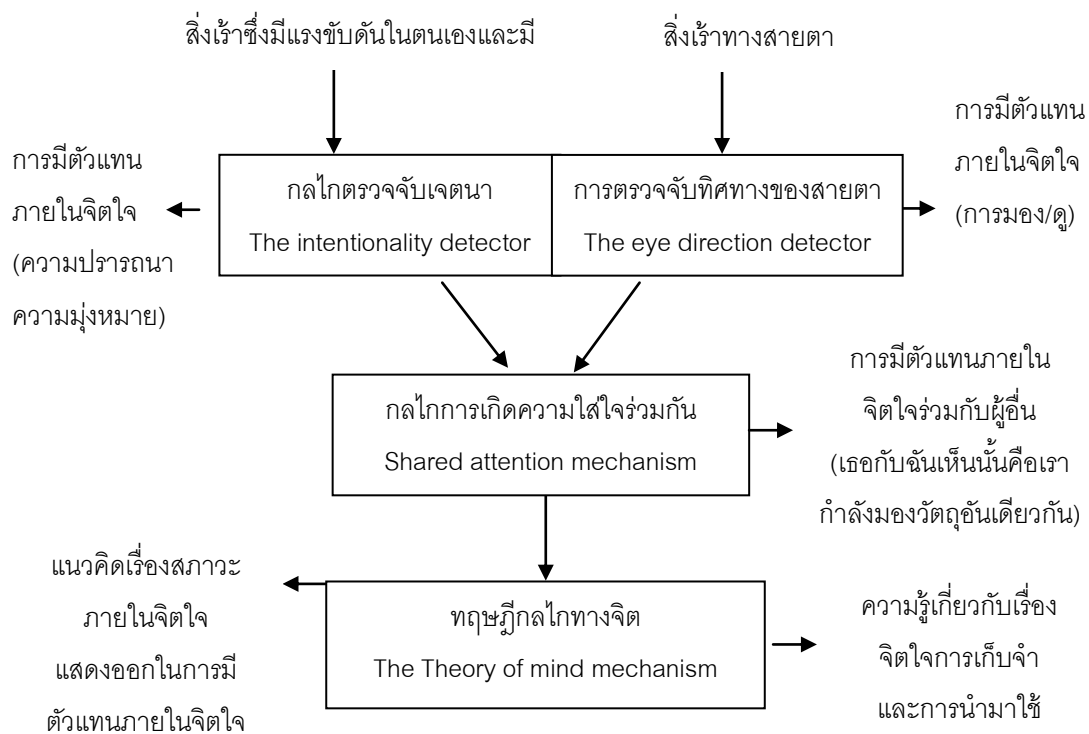 สิ่งเร้าซึ่งมีแรงขับดันในตนเองและมี
สิ่งเร้าทางสายตา
การมีตัวแทน
ภายในจิตใจ
(ความปรารถนา
ความมุ่งหมาย)
กลไกตรวจจับเจตนา
The intentionality detector
การตรวจจับทิศทางของสายตา
The eye direction detector
การมีตัวแทน
ภายในจิตใจ
(การมอง/ดู)
กลไกการเกิดความใส่ใจร่วมกัน
Shared attention mechanism
การมีตัวแทนภายใน
จิตใจร่วมกับผู้อื่น
(เธอกับฉันเห็นนั้นคือเรา
กำลังมองวัตถุอันเดียวกัน)
แนวคิดเรื่องสภาวะ
ภายในจิตใจ
แสดงออกในการมี
ตัวแทนภายในจิตใจ
ทฤษฎีกลไกทางจิต
The Theory of mind mechanism
ความรู้เกี่ยวกับเรื่อง
จิตใจการเก็บจำ
และการนำมาใช้